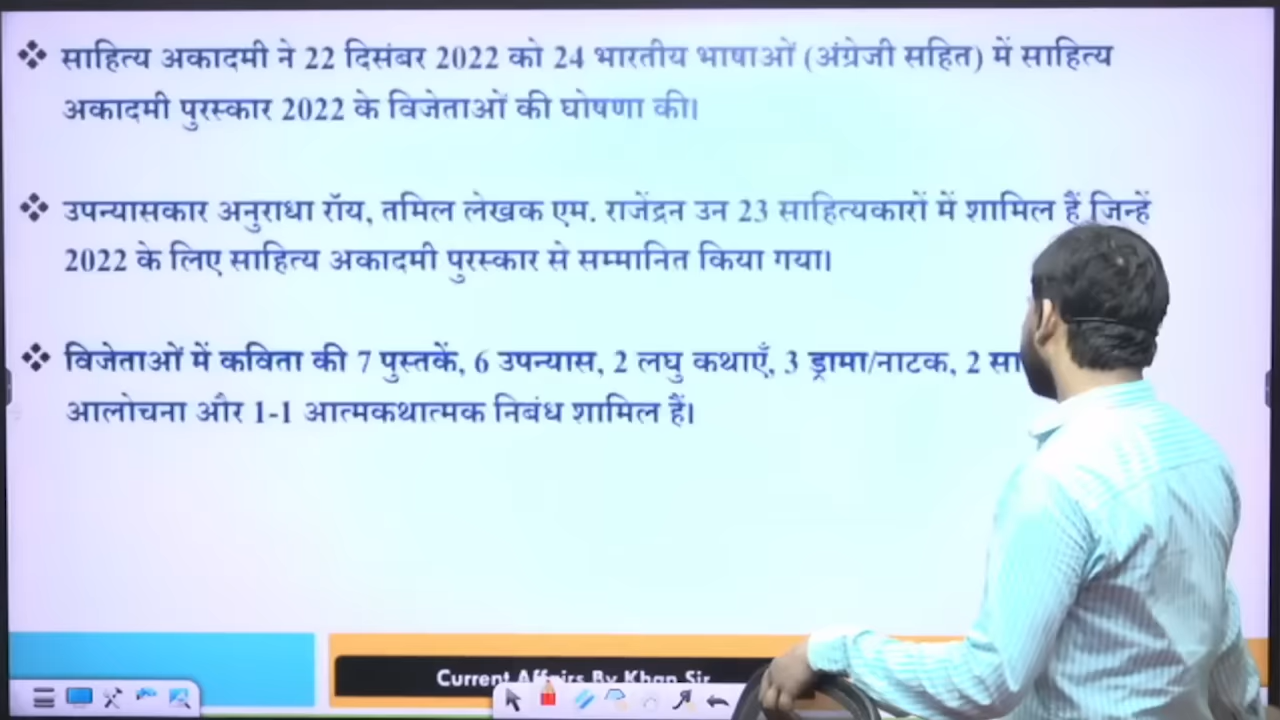 साहित्य अकादमी ने 22 दिसंबर 2022 को 24 भारतीय भाषाओं (अंग्रेजी सहित) में साहित्य
अकादमी पुरस्कार 2022 के विजेताओं की घोषणा की।
उपन्यासकार अनुराधा रॉय, तमिल लेखक एम. राजेंद्रन उन 23 साहित्यकारों में शामिल हैं जिन्हें
2022 के लिए साहित्य अकादमी पुरस्कार से सम्मानित किया गया।
विजेताओं में कविता की 7 पुस्तकें, 6 उपन्यास, 2 लघु कथाएँ, 3 ड्रामा/नाटक, 2
आलोचना और 1-1 आत्मकथात्मक निबंध शामिल हैं।
Current Affairs By Khan Sir